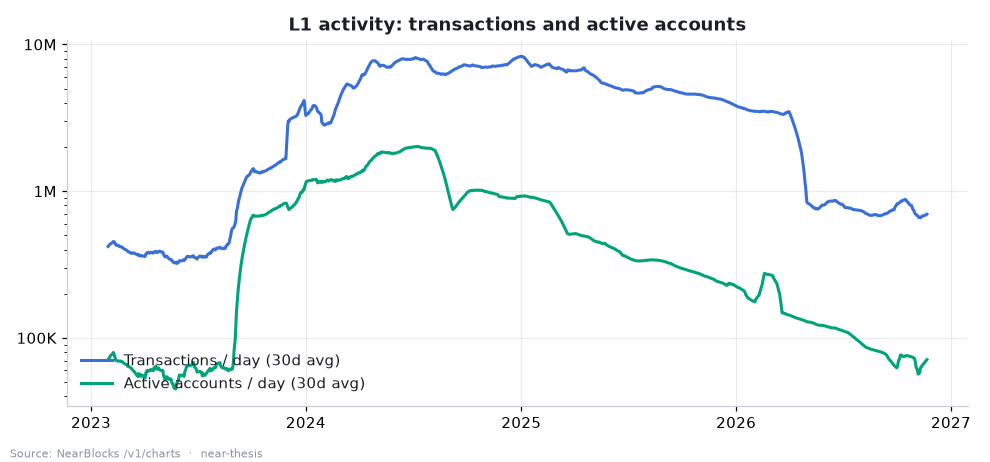 L1 activity: transactions and active accounts
10M
1M
100K
Transactions / day (30d avg)
Active accounts / day (30d avg)
2023 2024 2025 2026 2027
Source: NearBlocks /v1/charts · near-thesis